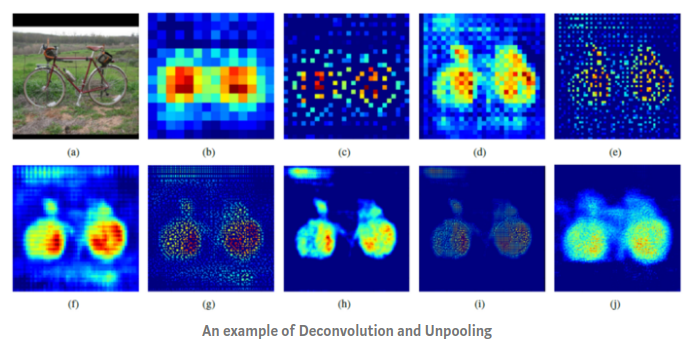 (a) (b) (c) (d) (e)
(f) (g) (h) (i) (j)
An example of Deconvolution and Unpooling